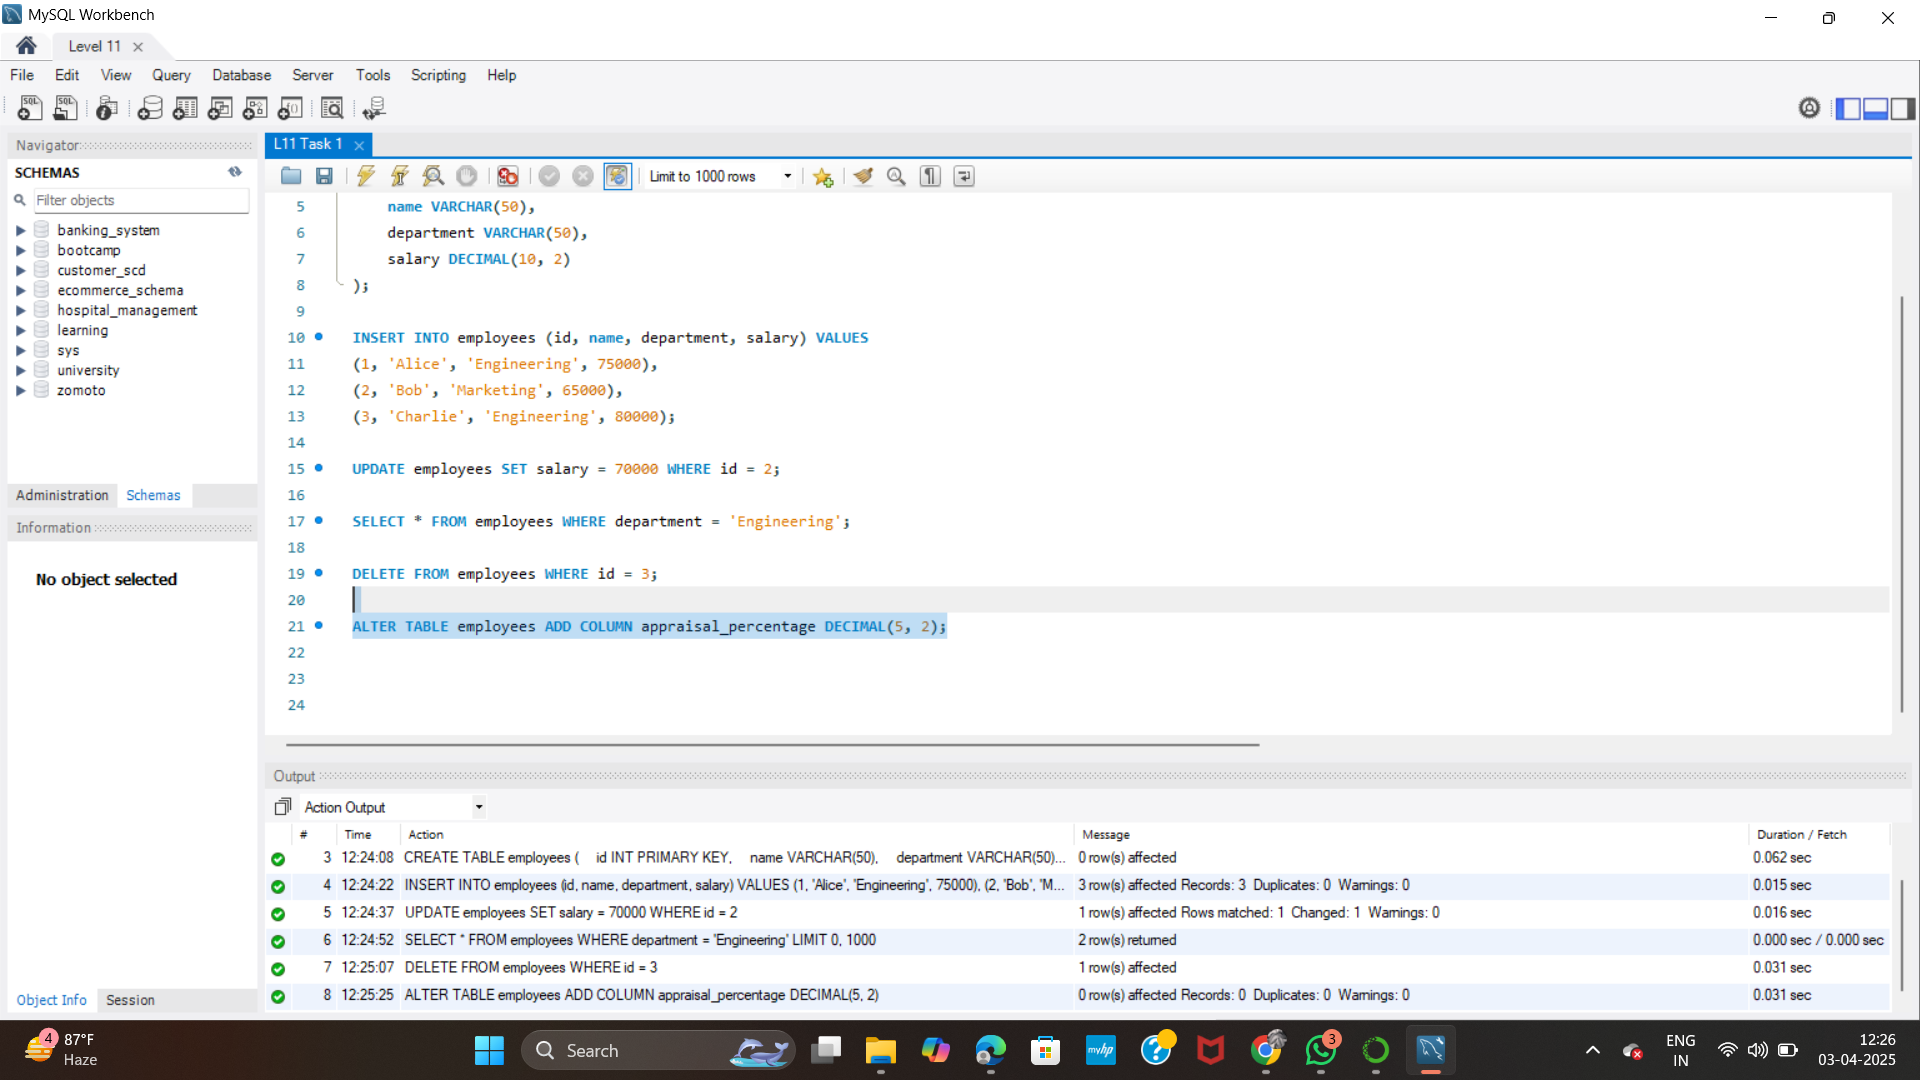 MySQL Workbench
Level 11
File Edit View Query Database Server Tools Scripting Help
Navigator
SCHEMAS
Filter objects
banking_system
bootcamp
customer_scd
ecommerce_schema
hospital_management
learning
sys
university
zomoto
Administration Schemas
Information
No object selected
Object Info Session
L11 Task 1
Limit to 1000 rows
5 name VARCHAR(50),
6 department VARCHAR(50),
7 salary DECIMAL(10, 2)
8 );
9
10 INSERT INTO employees (id, name, department, salary) VALUES
11 (1, 'Alice', 'Engineering', 75000),
12 (2, 'Bob', 'Marketing', 65000),
13 (3, 'Charlie', 'Engineering', 80000);
14
15 UPDATE employees SET salary = 70000 WHERE id = 2;
16
17 SELECT * FROM employees WHERE department = 'Engineering';
18
19 DELETE FROM employees WHERE id = 3;
20
21 ALTER TABLE employees ADD COLUMN appraisal_percentage DECIMAL(5, 2);
22
23
24
Output
Action Output
# Time Action Message Duration / Fetch
3 12:24:08 CREATE TABLE employees ( id INT PRIMARY KEY, name VARCHAR(50), department VARCHAR(50)... 0 row(s) affected 0.062 sec
4 12:24:22 INSERT INTO employees (id, name, department, salary) VALUES (1, 'Alice', 'Engineering', 75000), (2, 'Bob', 'M... 3 row(s) affected Records: 3 Duplicates: 0 Warnings: 0 0.015 sec
5 12:24:37 UPDATE employees SET salary = 70000 WHERE id = 2 1 row(s) affected Rows matched: 1 Changed: 1 Warnings: 0 0.016 sec
6 12:24:52 SELECT * FROM employees WHERE department = 'Engineering' LIMIT 0, 1000 2 row(s) returned 0.000 sec / 0.000 sec
7 12:25:07 DELETE FROM employees WHERE id = 3 1 row(s) affected 0.031 sec
8 12:25:25 ALTER TABLE employees ADD COLUMN appraisal_percentage DECIMAL(5, 2) 0 row(s) affected Records: 0 Duplicates: 0 Warnings: 0 0.031 sec
4 87°F
Haze
Search
myhp
3
ENG
IN
12:26
03-04-2025